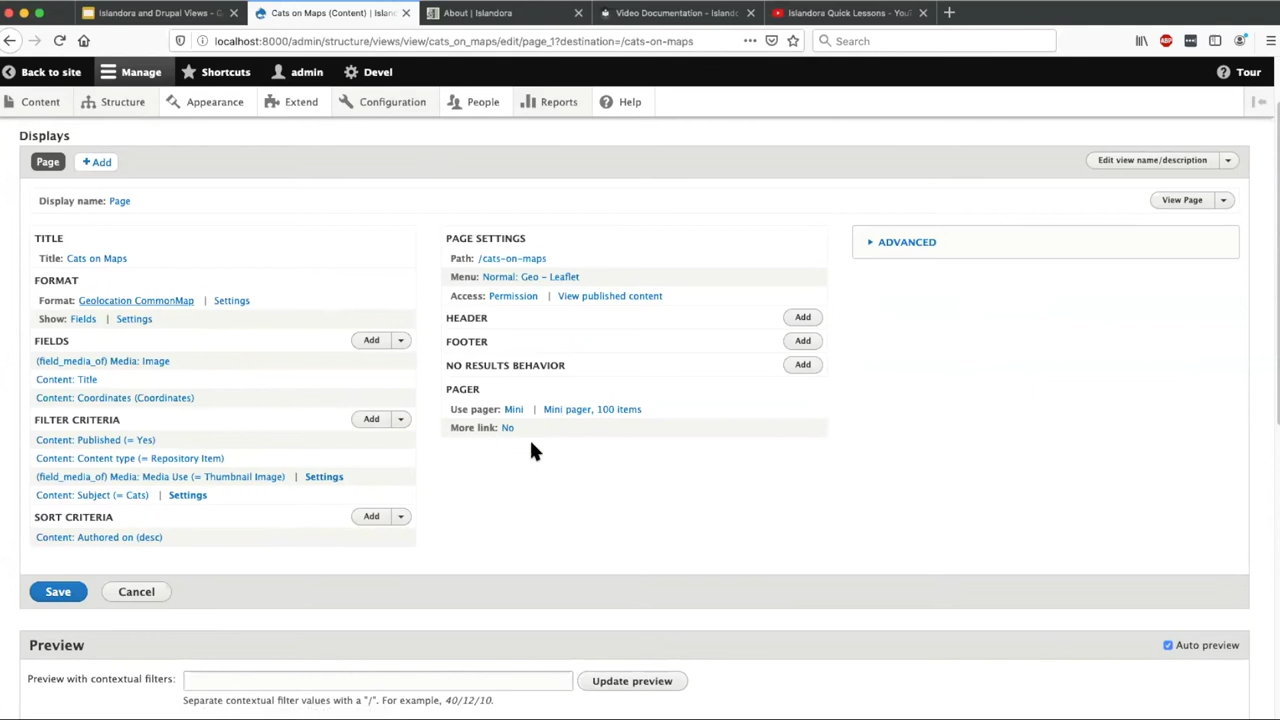 Islandora and Drupal Views - G
Cats on Maps (Content) | Islan
About | Islandora
Video Documentation - Islando
Islandora Quick Lessons - You
localhost:8000/admin/structure/views/view/cats_on_maps/edit/page_1?destination=/cats-on-maps
Search
ABP
Back to site
Manage
Shortcuts
admin
Devel
Tour
Content
Structure
Appearance
Extend
Configuration
People
Reports
Help
Displays
Page
+ Add
Edit view name/description
Display name: Page
View Page
TITLE
Title: Cats on Maps
FORMAT
Format: Geolocation CommonMap | Settings
Show: Fields | Settings
FIELDS Add
(field_media_of) Media: Image
Content: Title
Content: Coordinates (Coordinates)
FILTER CRITERIA Add
Content: Published (= Yes)
Content: Content type (= Repository Item)
(field_media_of) Media: Media Use (= Thumbnail Image) | Settings
Content: Subject (= Cats) | Settings
SORT CRITERIA Add
Content: Authored on (desc)
PAGE SETTINGS
Path: /cats-on-maps
Menu: Normal: Geo - Leaflet
Access: Permission | View published content
HEADER Add
FOOTER Add
NO RESULTS BEHAVIOR Add
PAGER
Use pager: Mini | Mini pager, 100 items
More link: No
ADVANCED
Save
Cancel
Preview
Auto preview
Preview with contextual filters:
Update preview
Separate contextual filter values with a "/". For example, 40/12/10.